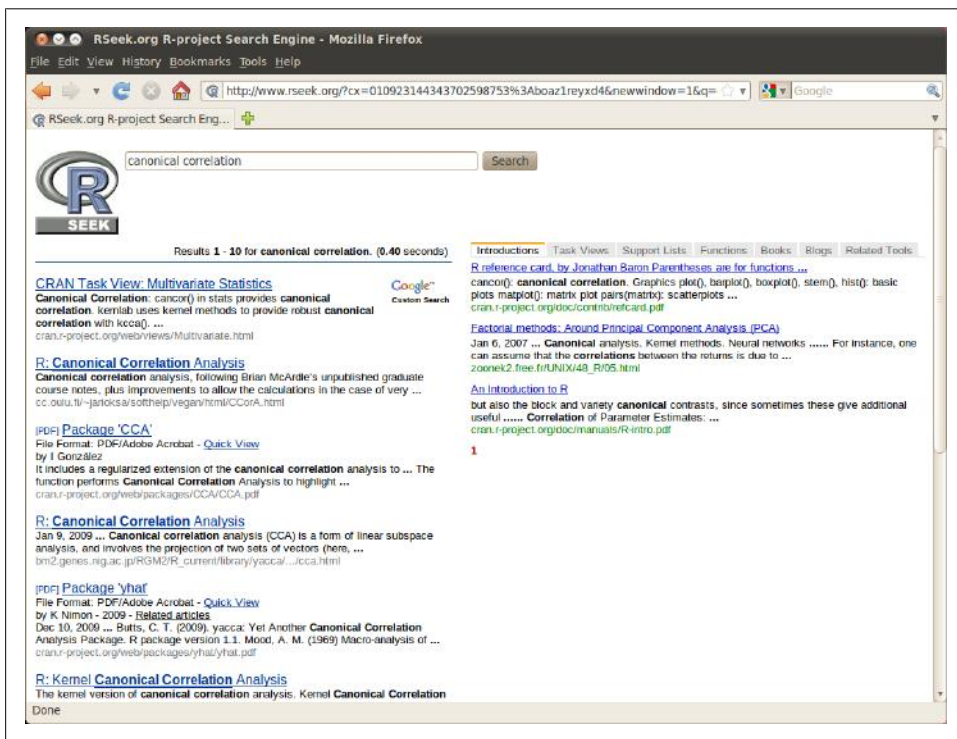 RSeek.org R-project Search Engine - Mozilla Firefox
File Edit View History Bookmarks Tools Help
http://www.rseek.org/?cx=010923144343702598753%3Aboaz1reyxd4&newwindow=1&q=
Google
RSeek.org R-project Search Eng...
canonical correlation
Search
R
SEEK
Results 1 - 10 for canonical correlation. (0.40 seconds)
CRAN Task View: Multivariate Statistics
Google™
Custom Search
Canonical Correlation: cancor() in stats provides canonical
correlation. kernlab uses kernel methods to provide robust canonical
correlation with kcca(). ...
cran.r-project.org/web/views/Multivariate.html
R: Canonical Correlation Analysis
Canonical correlation analysis, following Brian McArdle's unpublished graduate
course notes, plus improvements to allow the calculations in the case of very ...
cc.oulu.fi/~jarioksa/softhelp/vegan/html/CCorA.html
[PDF] Package 'CCA'
File Format: PDF/Adobe Acrobat - Quick View
by I González
It includes a regularized extension of the canonical correlation analysis to ... The
function performs Canonical Correlation Analysis to highlight ...
cran.r-project.org/web/packages/CCA/CCA.pdf
R: Canonical Correlation Analysis
Jan 9, 2009 ... Canonical correlation analysis (CCA) is a form of linear subspace
analysis, and involves the projection of two sets of vectors (here, ...
bm2.genes.nig.ac.jp/RGM2/R_current/library/yacca/.../cca.html
[PDF] Package 'yhat'
File Format: PDF/Adobe Acrobat - Quick View
by K Nimon - 2009 - Related articles
Dec 10, 2009 ... Butts, C. T. (2009). yacca: Yet Another Canonical Correlation
Analysis Package. R package version 1.1. Mood, A. M. (1969) Macro-analysis of ...
cran.r-project.org/web/packages/yhat/yhat.pdf
R: Kernel Canonical Correlation Analysis
The kernel version of canonical correlation analysis. Kernel Canonical Correlation
Introductions Task Views Support Lists Functions Books Blogs Related Tools
R reference card, by Jonathan Baron Parentheses are for functions ...
cancor(): canonical correlation. Graphics plot(), barplot(), boxplot(), stem(), hist(): basic
plots matplot(): matrix plot pairs(matrix): scatterplots ...
cran.r-project.org/doc/contrib/refcard.pdf
Factorial methods: Around Principal Component Analysis (PCA)
Jan 6, 2007 ... Canonical analysis. Kernel methods. Neural networks ...... For instance, one
can assume that the correlations between the returns is due to ...
zoonek2.free.fr/UNIX/48_R/05.html
An Introduction to R
but also the block and variety canonical contrasts, since sometimes these give additional
useful ...... Correlation of Parameter Estimates: ...
cran.r-project.org/doc/manuals/R-intro.pdf
1
Done